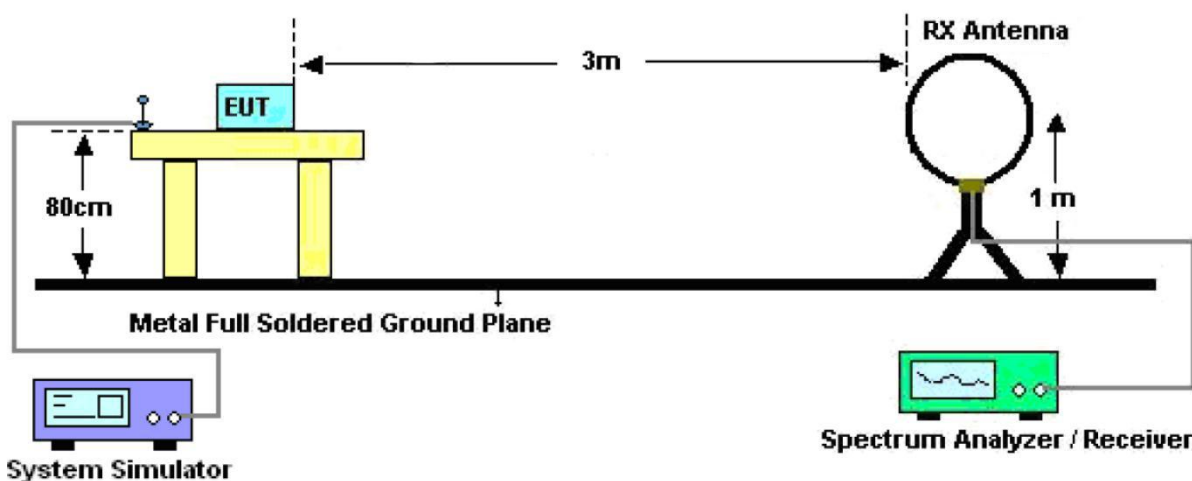 RX Antenna
3m
EUT
80cm
1 m
Metal Full Soldered Ground Plane
Spectrum Analyzer / Receiver
System Simulator